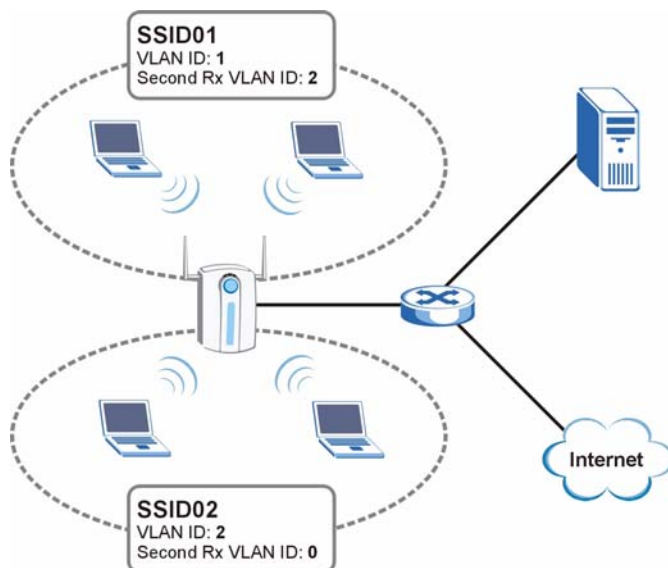 SSID01
VLAN ID: 1
Second Rx VLAN ID: 2
Internet
SSID02
VLAN ID: 2
Second Rx VLAN ID: 0